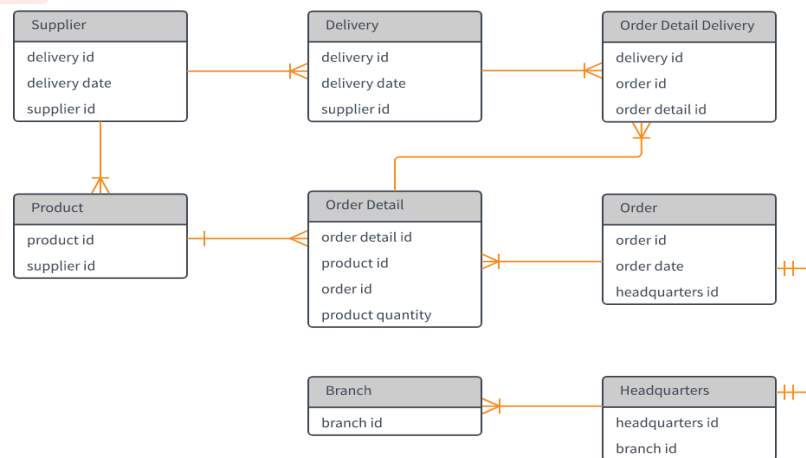 Supplier
delivery id
delivery date
supplier id
Delivery
delivery id
delivery date
supplier id
Order Detail Delivery
delivery id
order id
order detail id
Product
product id
supplier id
Order Detail
order detail id
product id
order id
product quantity
Order
order id
order date
headquarters id
Branch
branch id
Headquarters
headquarters id
branch id